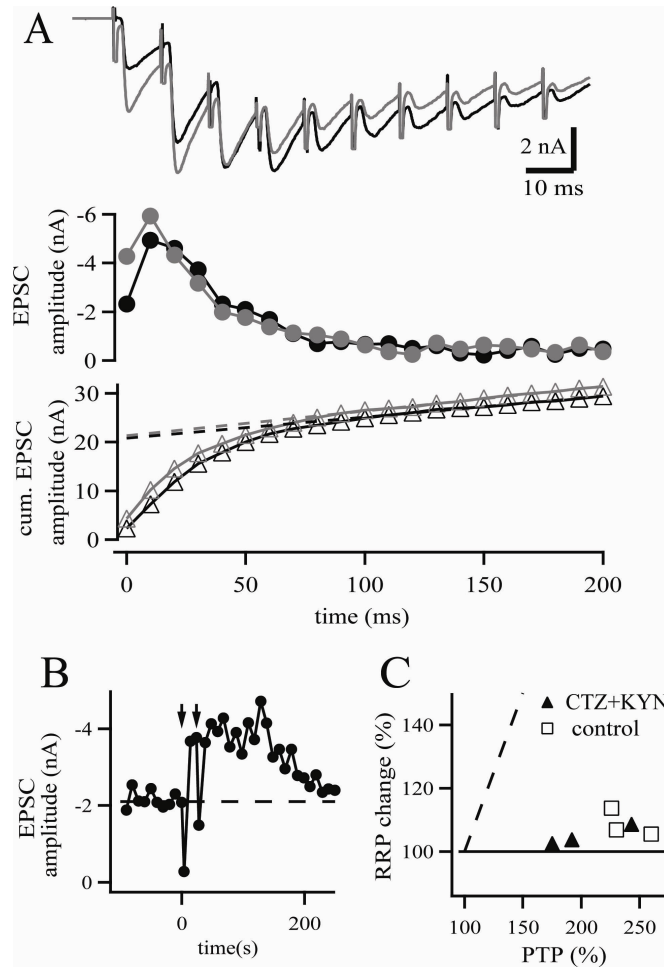 A
2 nA
10 ms
EPSC
amplitude (nA)
-6
-4
-2
0
cum. EPSC
amplitude (nA)
30
20
10
0
0
50
100
150
200
time (ms)
B
EPSC
amplitude (nA)
-4
-2
0
0
200
time(s)
C
RRP change (%)
140
120
100
CTZ+KYN
control
100
150
200
250
PTP (%)